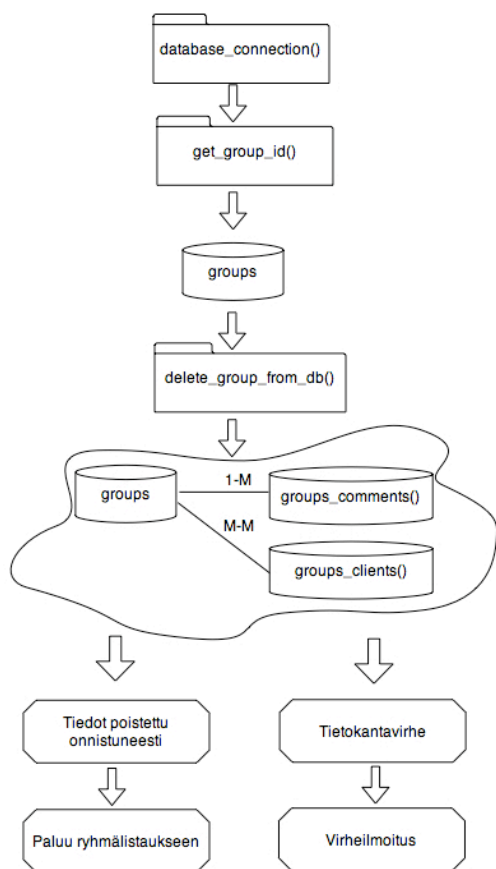 database_connection()
get_group_id()
groups
delete_group_from_db()
groups
1-M
groups_comments()
M-M
groups_clients()
Tiedot poistettu
onnistuneesti
Tietokantavirhe
Paluu ryhmälistaukseen
Virheilmoitus